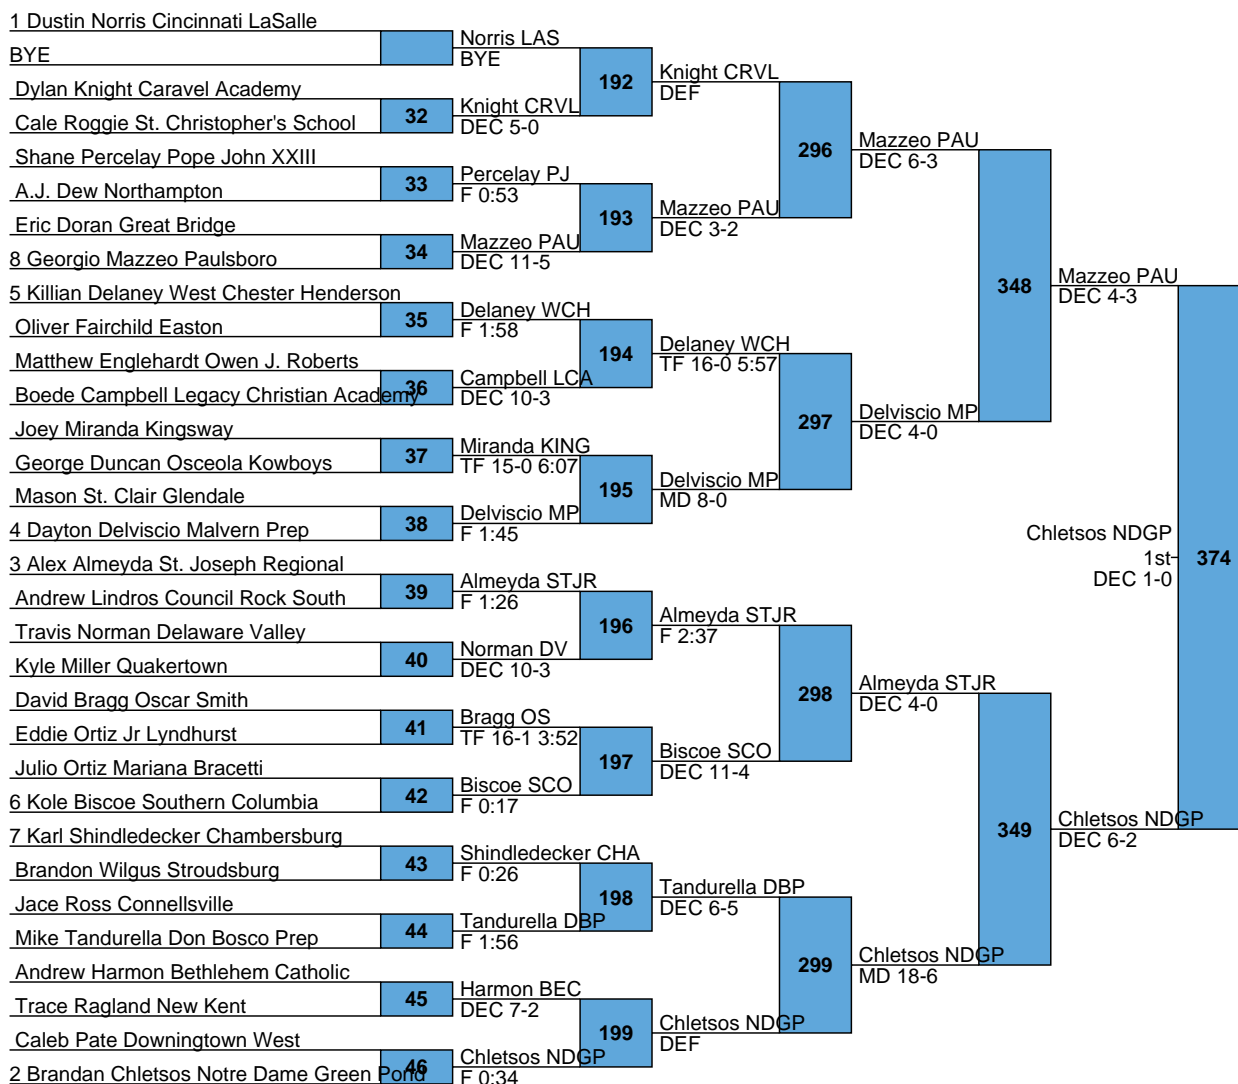 1 Dustin Norris Cincinnati LaSalle
BYE
Dylan Knight Caravel Academy
Cale Roggie St. Christopher's School
Shane Percelay Pope John XXIII
A.J. Dew Northampton
Eric Doran Great Bridge
8 Georgio Mazzeo Paulsboro
5 Killian Delaney West Chester Henderson
Oliver Fairchild Easton
Matthew Englehardt Owen J. Roberts
Boede Campbell Legacy Christian Academy
Joey Miranda Kingsway
George Duncan Osceola Kowboys
Mason St. Clair Glendale
4 Dayton Delviscio Malvern Prep
3 Alex Almeyda St. Joseph Regional
Andrew Lindros Council Rock South
Travis Norman Delaware Valley
Kyle Miller Quakertown
David Bragg Oscar Smith
Eddie Ortiz Jr Lyndhurst
Julio Ortiz Mariana Bracetti
6 Kole Biscoe Southern Columbia
7 Karl Shindledecker Chambersburg
Brandon Wilgus Stroudsburg
Jace Ross Connellsville
Mike Tandurella Don Bosco Prep
Andrew Harmon Bethlehem Catholic
Trace Ragland New Kent
Caleb Pate Downingtown West
2 Brandan Chletsos Notre Dame Green Pond
32
33
34
35
36
37
38
39
40
41
42
43
44
45
46
Norris LAS
BYE
Knight CRVL
DEC 5-0
Percelay PJ
F 0:53
Mazzeo PAU
DEC 11-5
Delaney WCH
F 1:58
Campbell LCA
DEC 10-3
Miranda KING
TF 15-0 6:07
Delviscio MP
F 1:45
Almeyda STJR
F 1:26
Norman DV
DEC 10-3
Bragg OS
TF 16-1 3:52
Biscoe SCO
F 0:17
Shindledecker CHA
F 0:26
Tandurella DBP
F 1:56
Harmon BEC
DEC 7-2
Chletsos NDGP
F 0:34
192
193
194
195
196
197
198
199
Knight CRVL
DEF
Mazzeo PAU
DEC 3-2
Delaney WCH
TF 16-0 5:57
Delviscio MP
MD 8-0
Almeyda STJR
F 2:37
Biscoe SCO
DEC 11-4
Tandurella DBP
DEC 6-5
Chletsos NDGP
DEF
296
297
298
299
Mazzeo PAU
DEC 6-3
Delviscio MP
DEC 4-0
Almeyda STJR
DEC 4-0
Chletsos NDGP
MD 18-6
348
349
Mazzeo PAU
DEC 4-3
Chletsos NDGP
DEC 6-2
374
Chletsos NDGP
1st
DEC 1-0